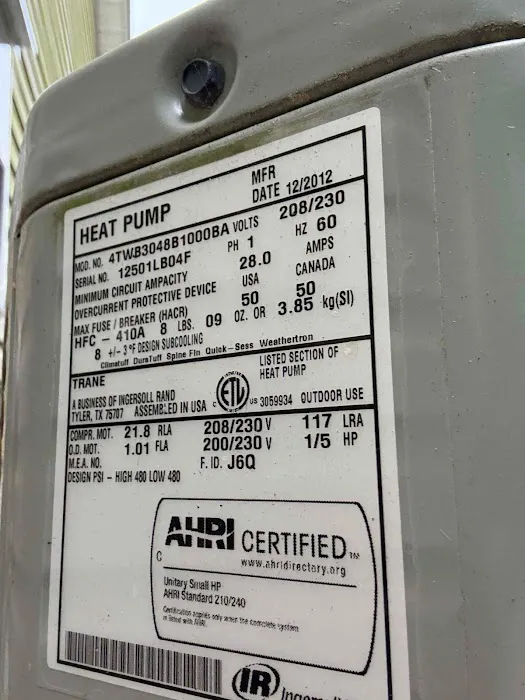 HEAT PUMP
MFR
DATE 12/2012
MOD. NO. 4TWB3048B1000BA VOLTS 208/230
SERIAL NO. 12501LB04F PH 1 HZ 60
MINIMUM CIRCUIT AMPACITY 28.0 AMPS
OVERCURRENT PROTECTIVE DEVICE USA CANADA
MAX FUSE / BREAKER (HACR) 50 50
HFC - 410A 8 LBS. 09 OZ. OR 3.85 kg(SI)
8 +/- 3 °F DESIGN SUBCOOLING
Climatuff DuraTuff Spine Fin Quick-Sess Weathertron
TRANE
LISTED SECTION OF
HEAT PUMP
A BUSINESS OF INGERSOLL RAND
TYLER, TX 75707 ASSEMBLED IN USA
C ETL US 3059934 OUTDOOR USE
COMPR. MOT. 21.8 RLA 208/230 V 117 LRA
O.D. MOT. 1.01 FLA 200/230 V 1/5 HP
M.E.A. NO. F. ID. J6Q
DESIGN PSI - HIGH 480 LOW 480
AHRI CERTIFIED TM
www.ahridirectory.org
C
Unitary Small HP
AHRI Standard 210/240
Certification applies only when the complete system
is listed with AHRI.
IR